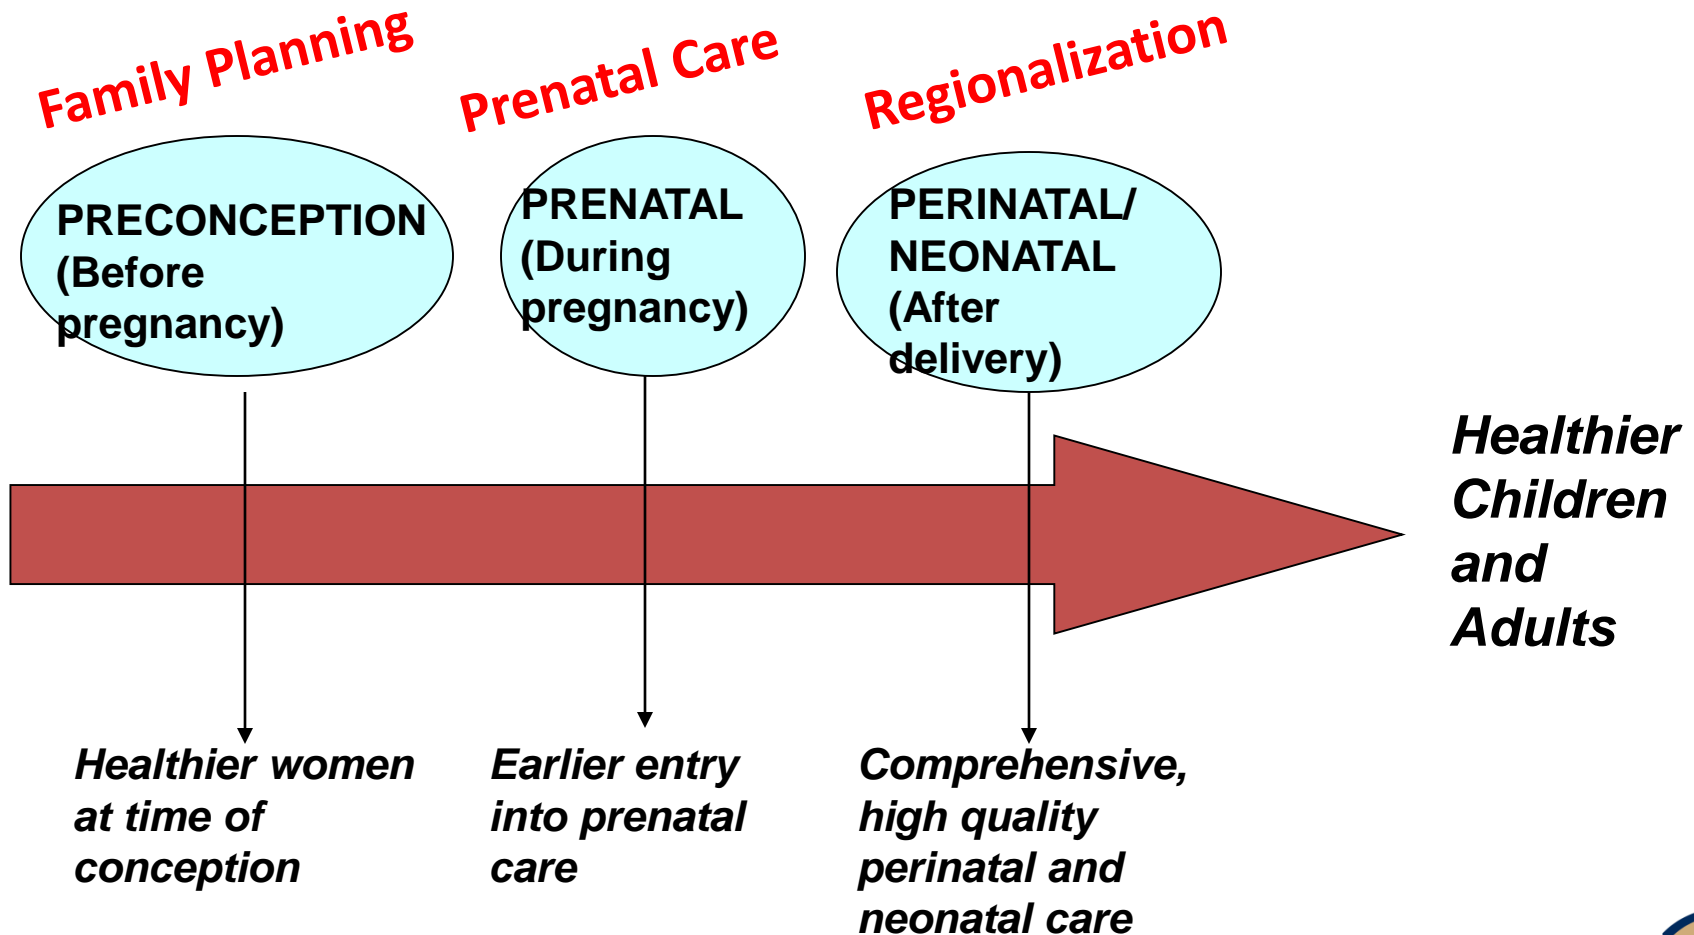 Family Planning
Prenatal Care
Regionalization
PRECONCEPTION
(Before
pregnancy)
PRENATAL
(During
pregnancy)
PERINATAL/
NEONATAL
(After
delivery)
Healthier
Children
and
Adults
Healthier women
at time of
conception
Earlier entry
into prenatal
care
Comprehensive,
high quality
perinatal and
neonatal care